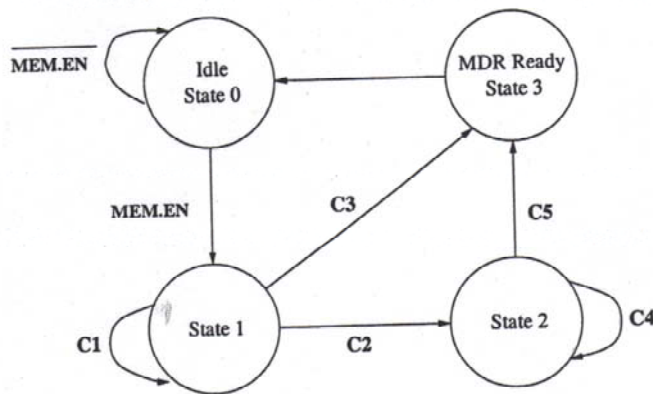 MEM.EN
Idle
State 0
MDR Ready
State 3
MEM.EN
C3
C5
C1
State 1
C2
State 2
C4